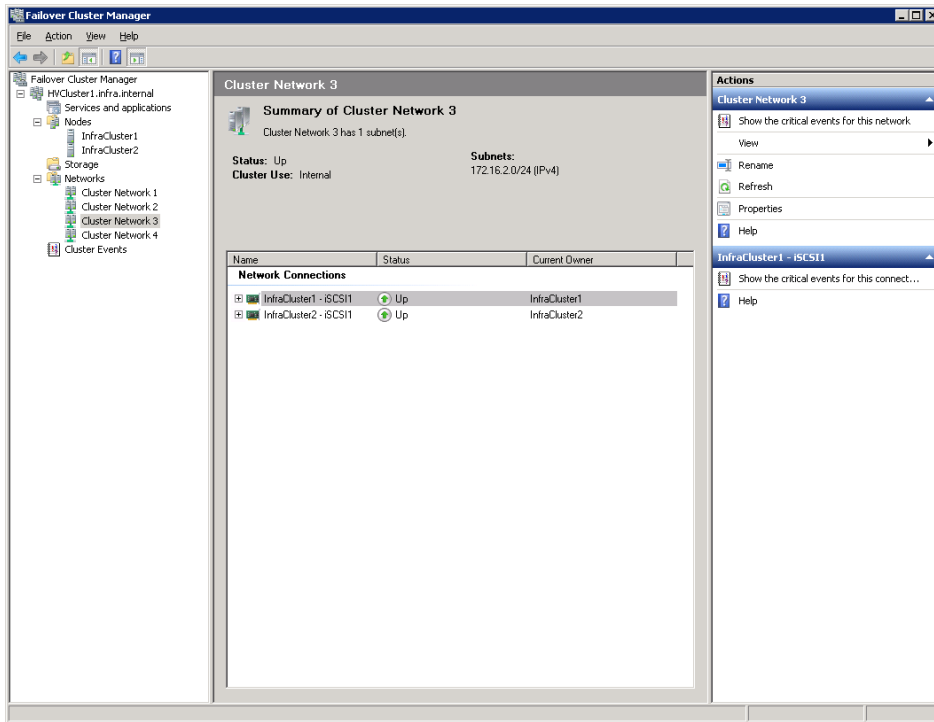 Failover Cluster Manager
File Action View Help
Failover Cluster Manager
HVCluster1.infra.internal
Services and applications
Nodes
InfraCluster1
InfraCluster2
Storage
Networks
Cluster Network 1
Cluster Network 2
Cluster Network 3
Cluster Network 4
Cluster Events
Cluster Network 3
Summary of Cluster Network 3
Cluster Network 3 has 1 subnet(s).
Status: Up
Cluster Use: Internal
Subnets:
172.16.2.0/24 (IPv4)
Name Status Current Owner
Network Connections
InfraCluster1 - iSCSI1 Up InfraCluster1
InfraCluster2 - iSCSI1 Up InfraCluster2
Actions
Cluster Network 3
Show the critical events for this network
View
Rename
Refresh
Properties
Help
InfraCluster1 - iSCSI1
Show the critical events for this connect...
Help